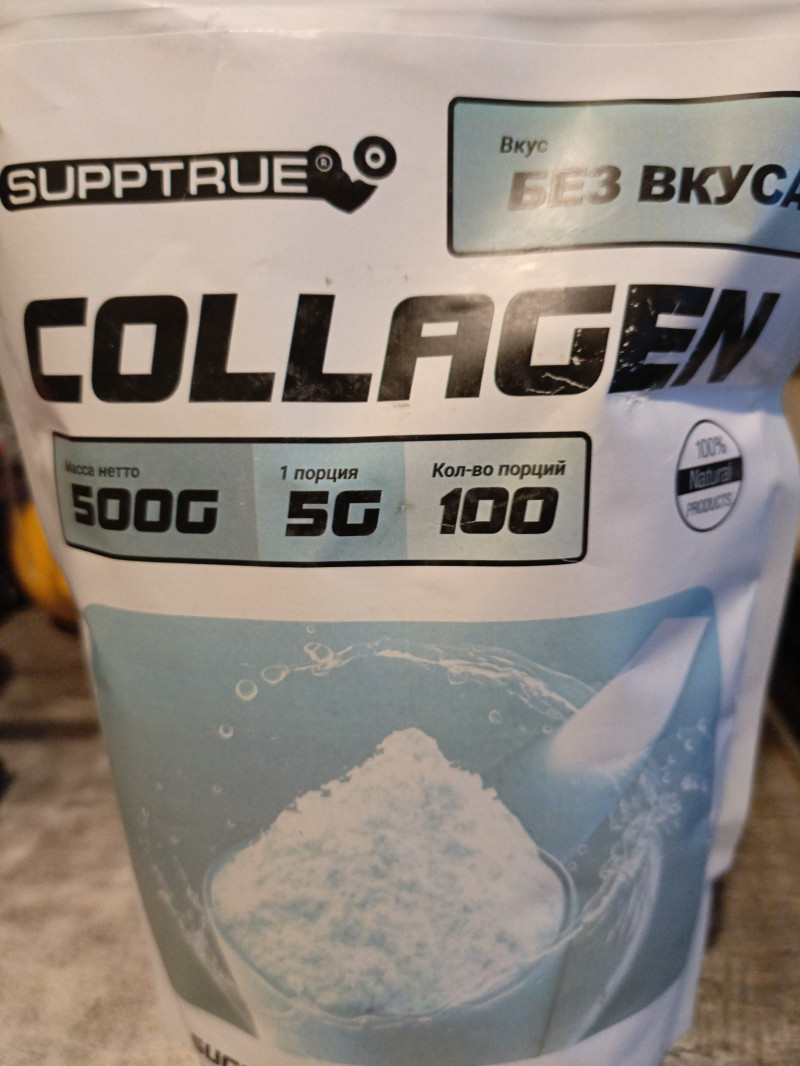 SUPPTRUE®
Вкус
БЕЗ ВКУСА
COLLAGEN
Масса нетто
500G
1 порция
5G
Кол-во порций
100
100%
Natural
PRODUCTS